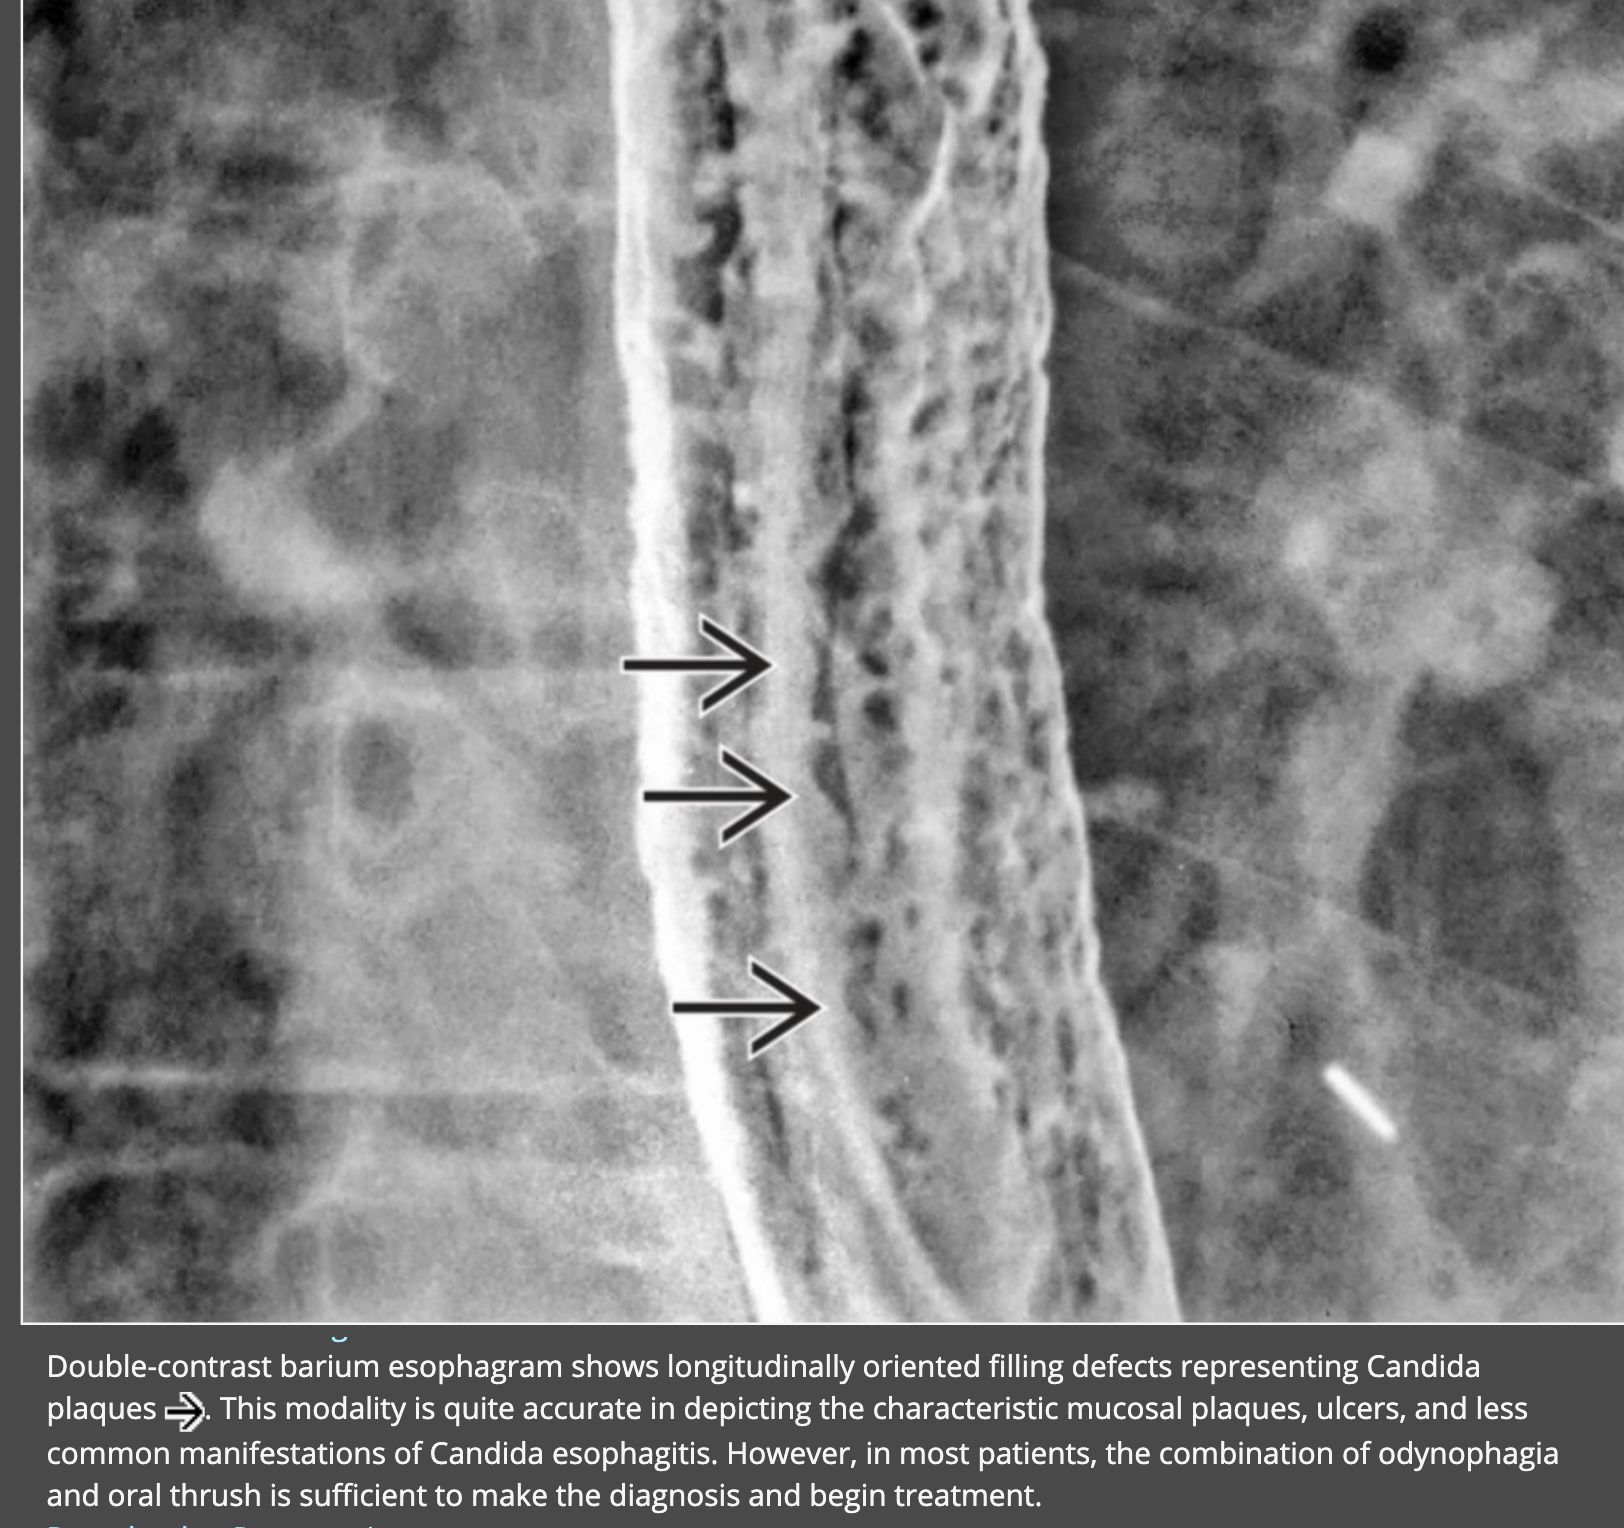 Double-contrast barium esophagram shows longitudinally oriented filling defects representing Candida
plaques . This modality is quite accurate in depicting the characteristic mucosal plaques, ulcers, and less
common manifestations of Candida esophagitis. However, in most patients, the combination of odynophagia
and oral thrush is sufficient to make the diagnosis and begin treatment.